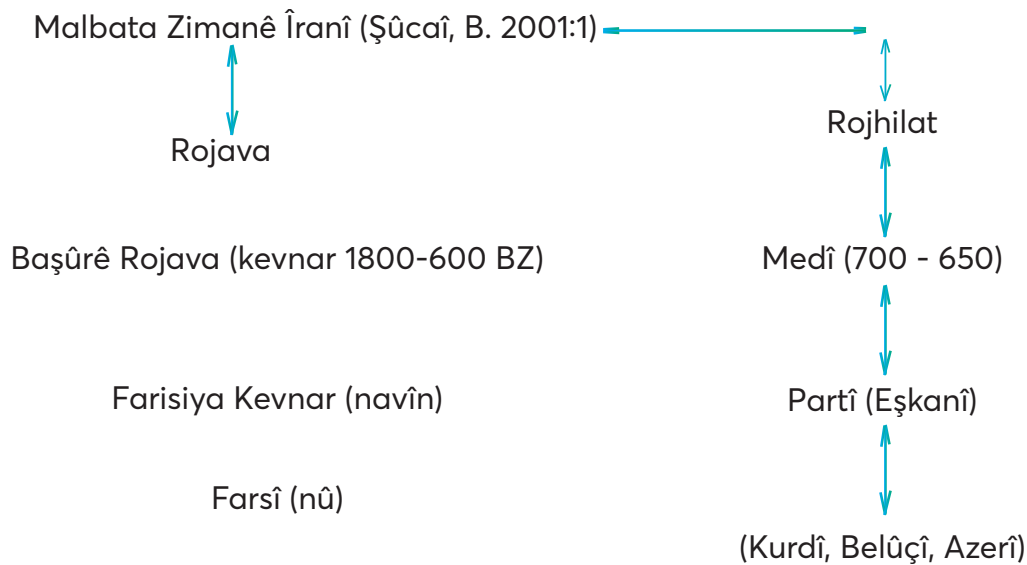 Malbata Zimanê Îranî (Şûcaî, B. 2001:1)
Rojava
Rojhilat
Başûrê Rojava (kevnar 1800-600 BZ)
Medî (700 - 650)
Farisiya Kevnar (navîn)
Partî (Eşkanî)
Farsî (nû)
(Kurdî, Belûçî, Azerî)